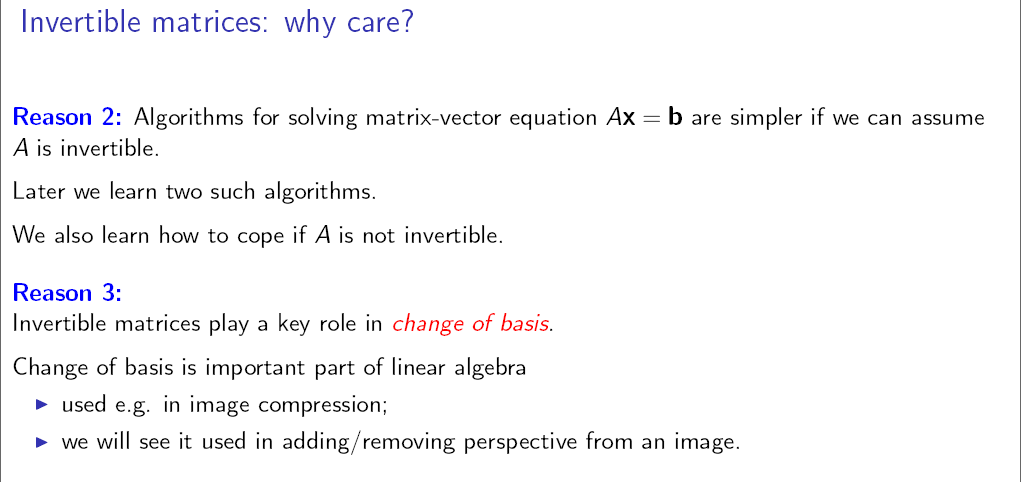 Invertible matrices: why care?
Reason 2: Algorithms for solving matrix-vector equation Ax = b are simpler if we can assume
A is invertible.
Later we learn two such algorithms.
We also learn how to cope if A is not invertible.
Reason 3:
Invertible matrices play a key role in change of basis.
Change of basis is important part of linear algebra
▶ used e.g. in image compression;
▶ we will see it used in adding/removing perspective from an image.